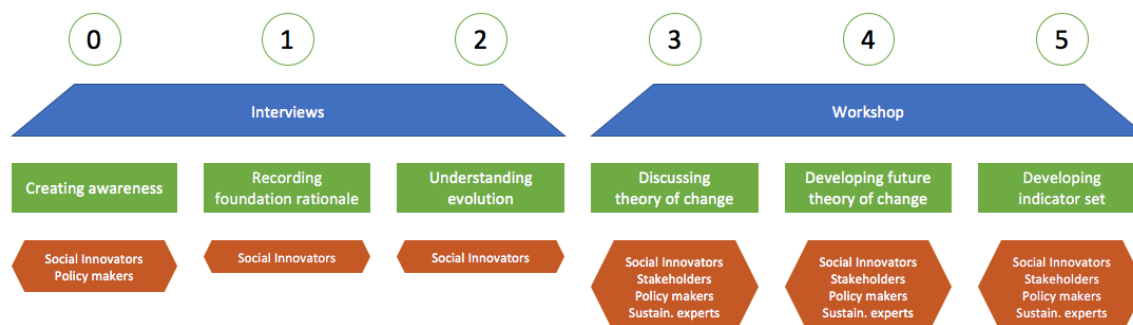 0
1
2
3
4
5
Interviews
Workshop
Creating awareness
Recording
foundation rationale
Understanding
evolution
Discussing
theory of change
Developing future
theory of change
Developing
indicator set
Social Innovators
Policy makers
Social Innovators
Social Innovators
Social Innovators
Stakeholders
Policy makers
Sustain. experts
Social Innovators
Stakeholders
Policy makers
Sustain. experts
Social Innovators
Stakeholders
Policy makers
Sustain. experts